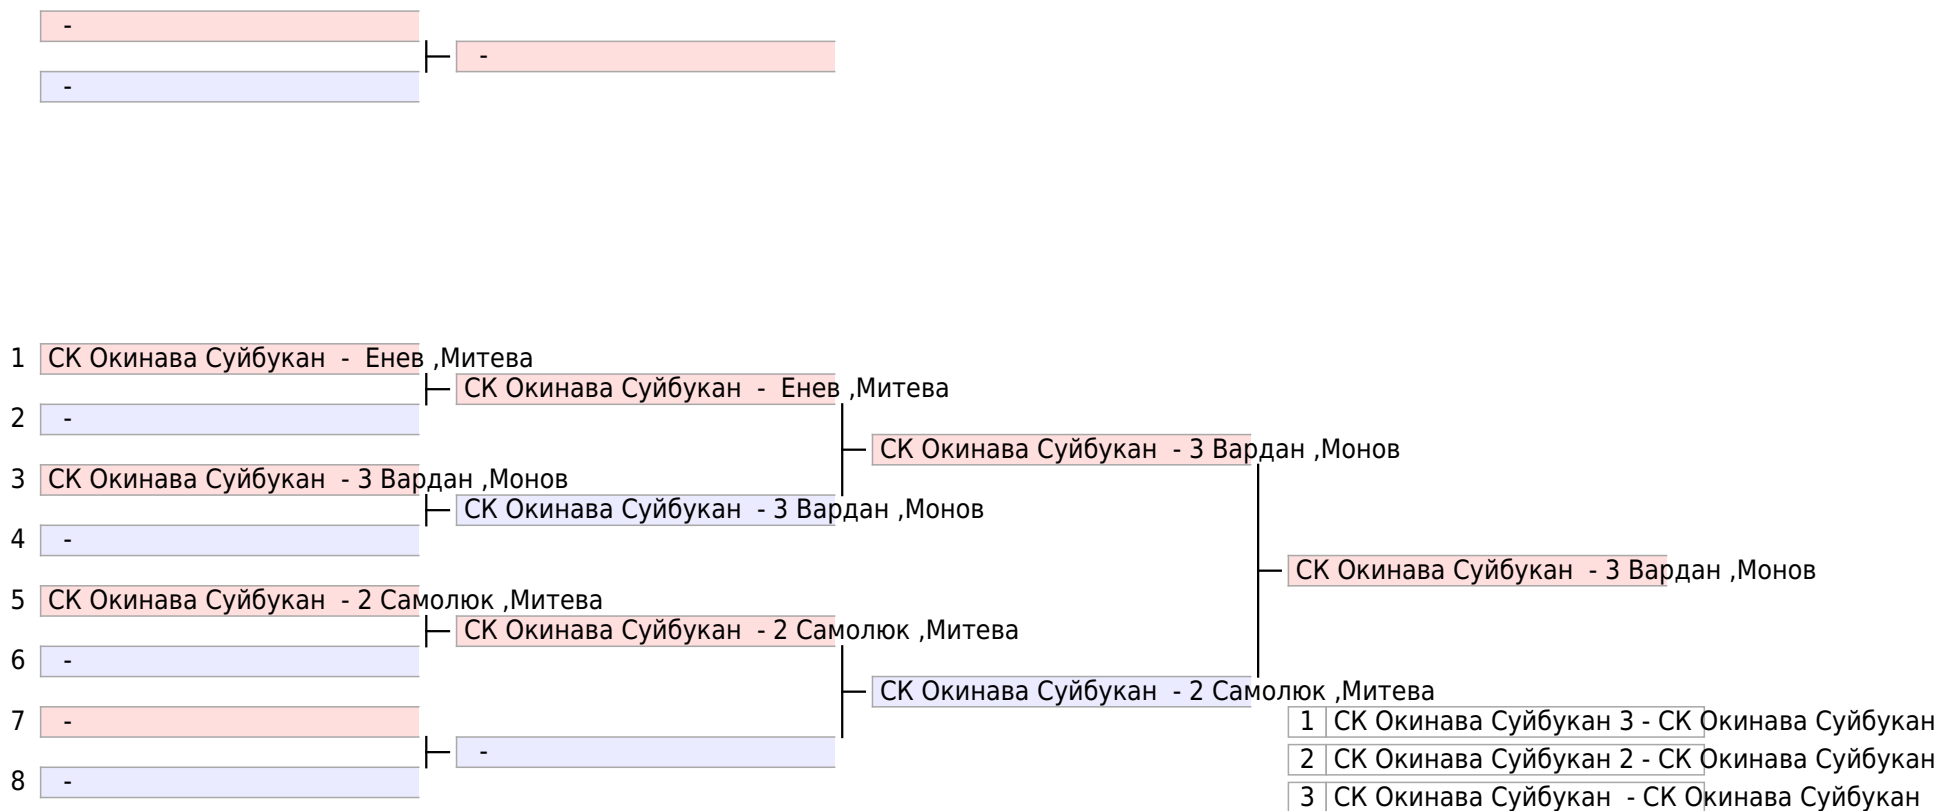 -
-
-
1 СК Окинава Суйбукан - Енев ,Митева
СК Окинава Суйбукан - Енев ,Митева
2 -
СК Окинава Суйбукан - 3 Вардан ,Монов
3 СК Окинава Суйбукан - 3 Вардан ,Монов
СК Окинава Суйбукан - 3 Вардан ,Монов
4 -
СК Окинава Суйбукан - 3 Вардан ,Монов
5 СК Окинава Суйбукан - 2 Самолюк ,Митева
СК Окинава Суйбукан - 2 Самолюк ,Митева
6 -
СК Окинава Суйбукан - 2 Самолюк ,Митева
7 -
-
8 -
1 СК Окинава Суйбукан 3 - СК Окинава Суйбукан
2 СК Окинава Суйбукан 2 - СК Окинава Суйбукан
3 СК Окинава Суйбукан - СК Окинава Суйбукан